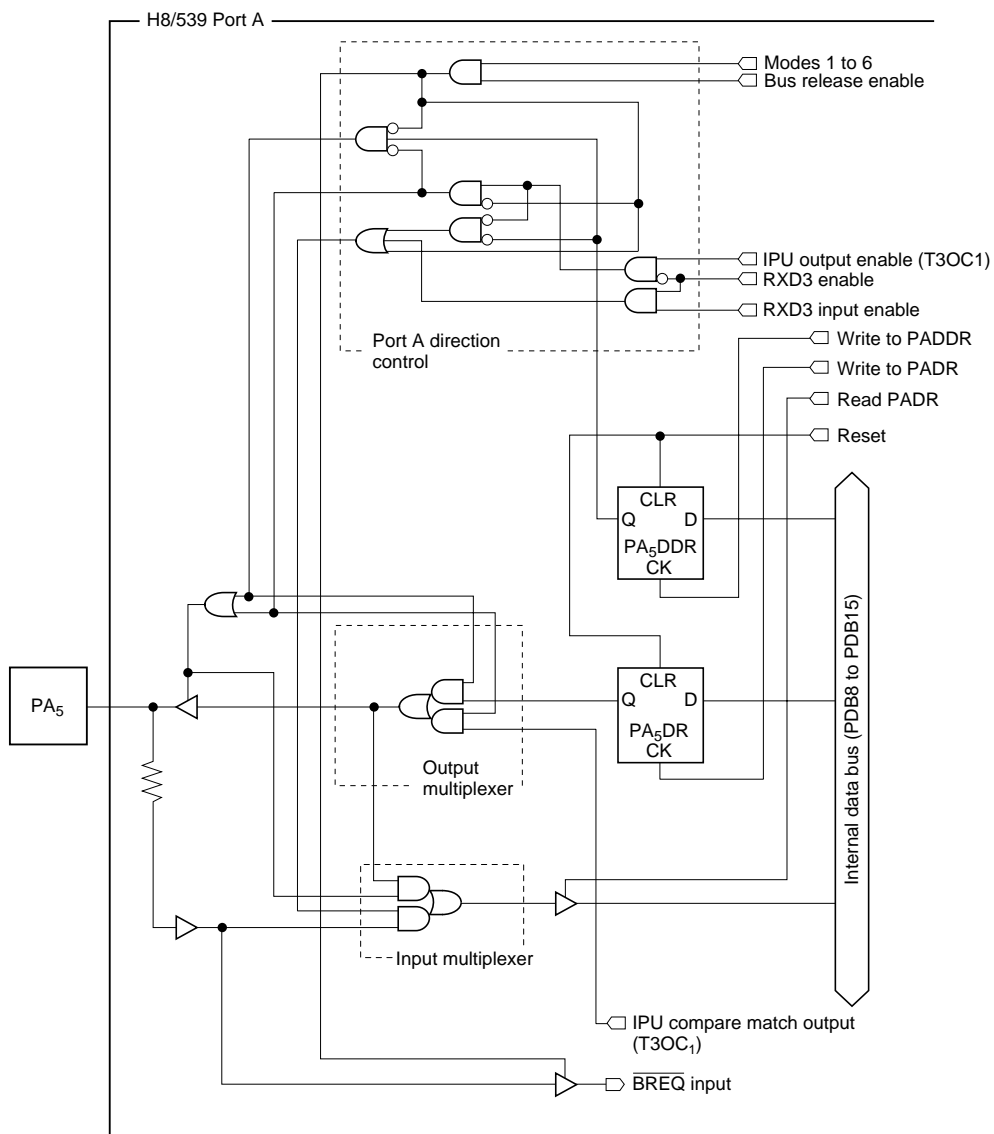 H8/539 Port A
Modes 1 to 6
Bus release enable
IPU output enable (T3OC1)
RXD3 enable
RXD3 input enable
Port A direction
control
Write to PADDR
Write to PADR
Read PADR
Reset
CLR
Q D
PA₅DDR
CK
CLR
Q D
PA₅DR
CK
PA₅
Output
multiplexer
Internal data bus (PDB8 to PDB15)
Input multiplexer
IPU compare match output
(T3OC₁)
B̅R̅E̅Q̅ input